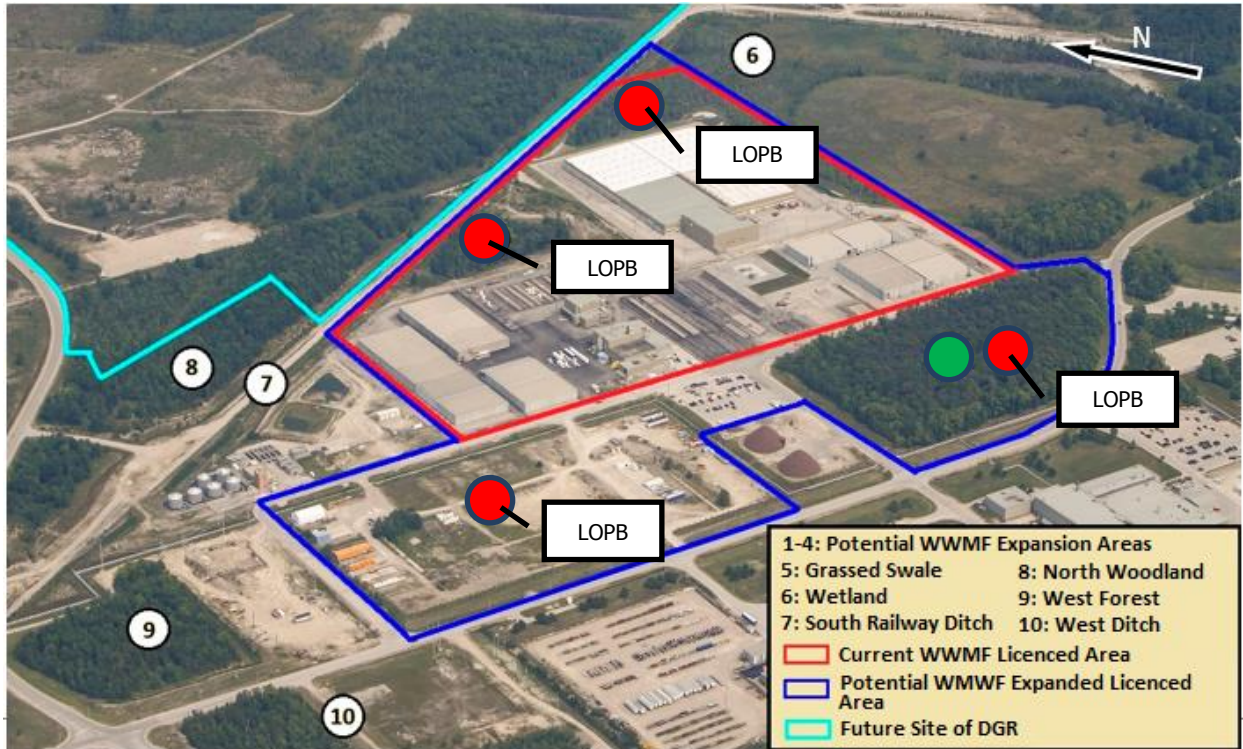 6
N
LOPB
LOPB
8
7
LOPB
LOPB
9
10
1-4: Potential WWMF Expansion Areas
5: Grassed Swale 8: North Woodland
6: Wetland 9: West Forest
7: South Railway Ditch 10: West Ditch
Current WWMF Licenced Area
Potential WMWF Expanded Licenced
Area
Future Site of DGR